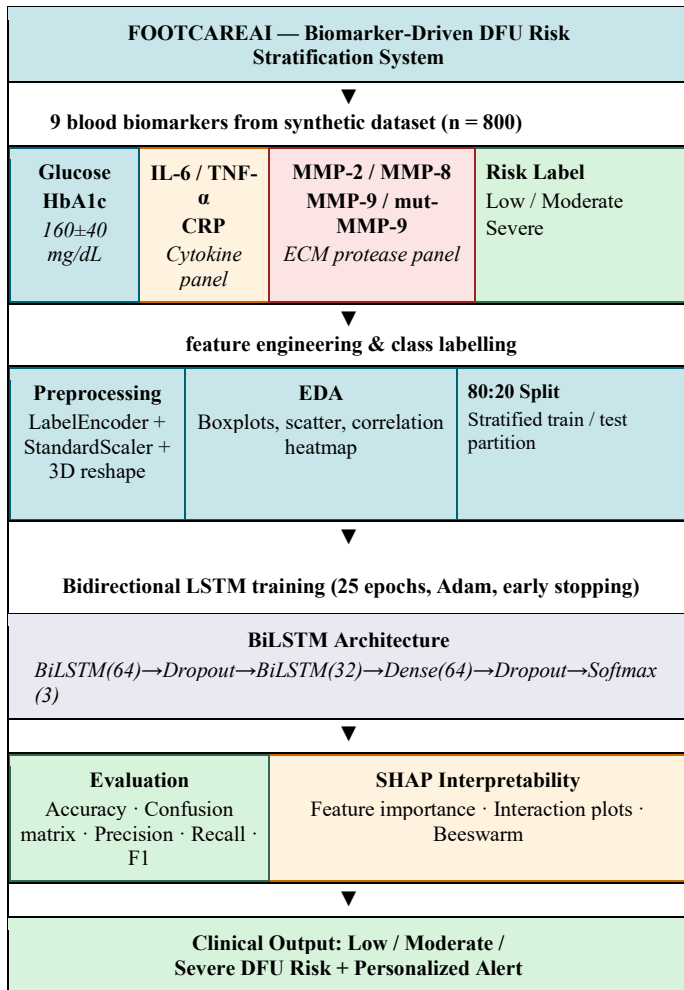 FOOTCAREAI — Biomarker-Driven DFU Risk
Stratification System
▼
9 blood biomarkers from synthetic dataset (n = 800)
Glucose
HbA1c
160±40
mg/dL
IL-6 / TNF-
α
CRP
Cytokine
panel
MMP-2 / MMP-8
MMP-9 / mut-
MMP-9
ECM protease panel
Risk Label
Low / Moderate
Severe
▼
feature engineering & class labelling
Preprocessing
LabelEncoder +
StandardScaler +
3D reshape
EDA
Boxplots, scatter, correlation
heatmap
80:20 Split
Stratified train / test
partition
▼
Bidirectional LSTM training (25 epochs, Adam, early stopping)
BiLSTM Architecture
BiLSTM(64)→Dropout→BiLSTM(32)→Dense(64)→Dropout→Softmax
(3)
▼
Evaluation
Accuracy · Confusion
matrix · Precision · Recall ·
F1
SHAP Interpretability
Feature importance · Interaction plots ·
Beeswarm
▼
Clinical Output: Low / Moderate /
Severe DFU Risk + Personalized Alert